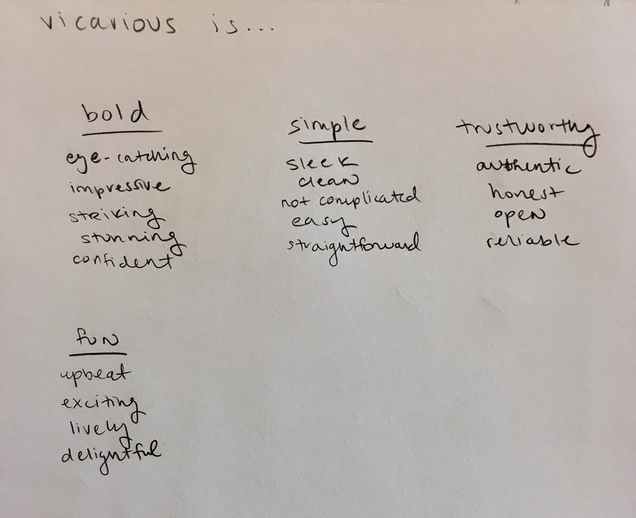 vicarious is...
bold
eye-catching
impressive
striking
stunning
confident
simple
sleek
clean
not complicated
easy
straightforward
trustworthy
authentic
honest
open
reliable
fun
upbeat
exciting
lively
delightful